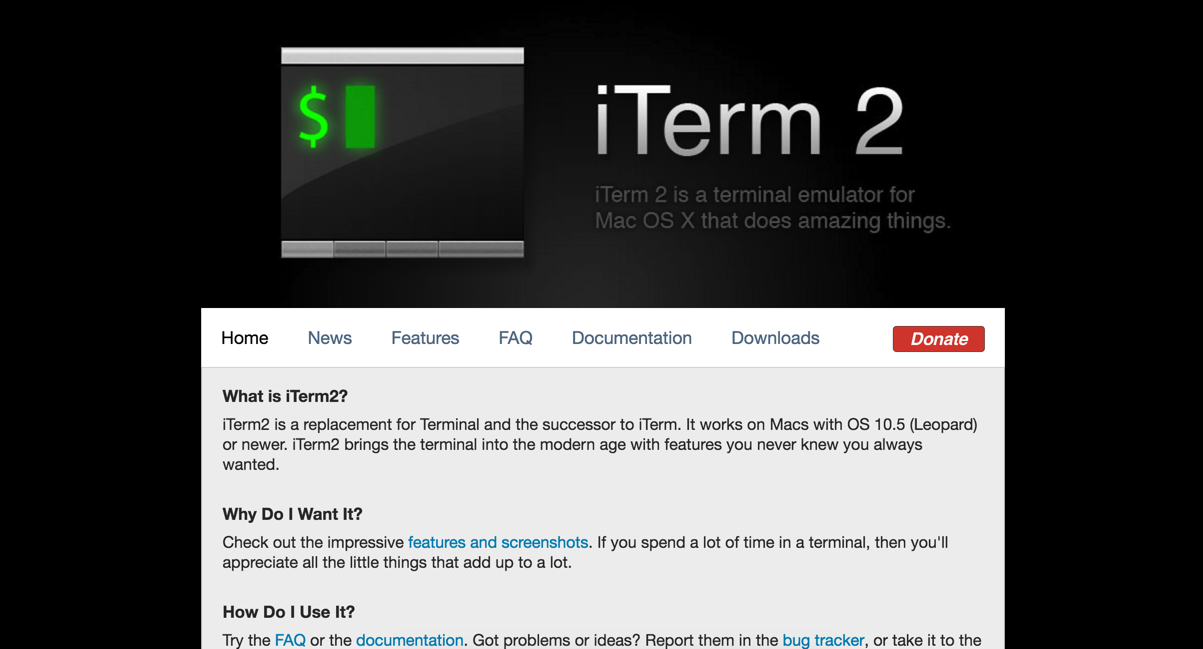 $
iTerm 2
iTerm 2 is a terminal emulator for
Mac OS X that does amazing things.
Home News Features FAQ Documentation Downloads Donate
What is iTerm2?
iTerm2 is a replacement for Terminal and the successor to iTerm. It works on Macs with OS 10.5 (Leopard)
or newer. iTerm2 brings the terminal into the modern age with features you never knew you always
wanted.
Why Do I Want It?
Check out the impressive features and screenshots. If you spend a lot of time in a terminal, then you'll
appreciate all the little things that add up to a lot.
How Do I Use It?
Try the FAQ or the documentation. Got problems or ideas? Report them in the bug tracker, or take it to the